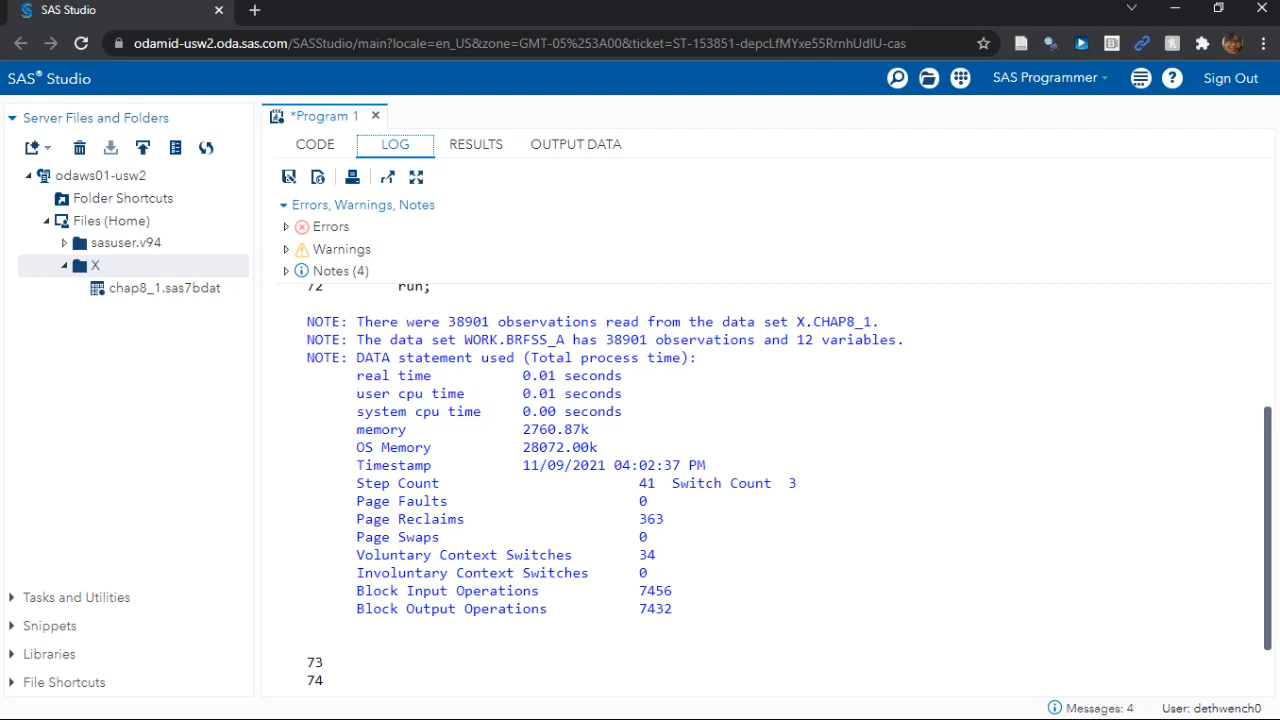 SAS Studio
odamid-usw2.oda.sas.com/SASStudio/main?locale=en_US&zone=GMT-05%253A00&ticket=ST-153851-depcLfMYxe55RrnhUdIU-cas
SAS® Studio
SAS Programmer
Sign Out
Server Files and Folders
odaws01-usw2
Folder Shortcuts
Files (Home)
sasuser.v94
X
chap8_1.sas7bdat
Tasks and Utilities
Snippets
Libraries
File Shortcuts
*Program 1
CODE LOG RESULTS OUTPUT DATA
Errors, Warnings, Notes
Errors
Warnings
Notes (4)
72 run;
NOTE: There were 38901 observations read from the data set X.CHAP8_1.
NOTE: The data set WORK.BRFSS_A has 38901 observations and 12 variables.
NOTE: DATA statement used (Total process time):
real time 0.01 seconds
user cpu time 0.01 seconds
system cpu time 0.00 seconds
memory 2760.87k
OS Memory 28072.00k
Timestamp 11/09/2021 04:02:37 PM
Step Count 41 Switch Count 3
Page Faults 0
Page Reclaims 363
Page Swaps 0
Voluntary Context Switches 34
Involuntary Context Switches 0
Block Input Operations 7456
Block Output Operations 7432
73
74
Messages: 4 User: dethwench0